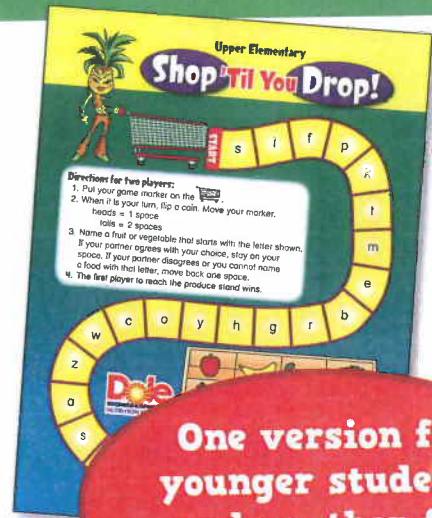 Upper Elementary
Shop 'Til You Drop!
START
s
i
f
p
k
t
m
e
b
r
g
h
y
o
c
w
z
a
s
Directions for two players:
1. Put your game marker on the
2. When it is your turn, flip a coin. Move your marker.
heads = 1 space
tails = 2 spaces
3. Name a fruit or vegetable that starts with the letter shown.
If your partner agrees with your choice, stay on your
space. If your partner disagrees or you cannot name
a food with that letter, move back one space.
4. The first player to reach the produce stand wins.
Dole
One version f
younger stude